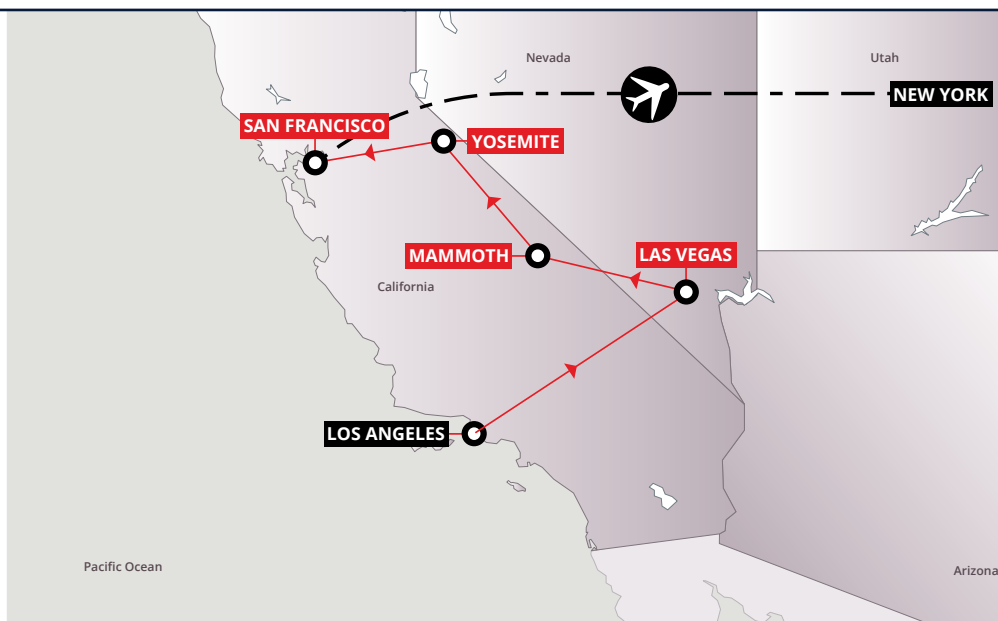 Nevada
Utah
NEW YORK
SAN FRANCISCO
YOSEMITE
MAMMOTH
LAS VEGAS
California
LOS ANGELES
Pacific Ocean
Arizona